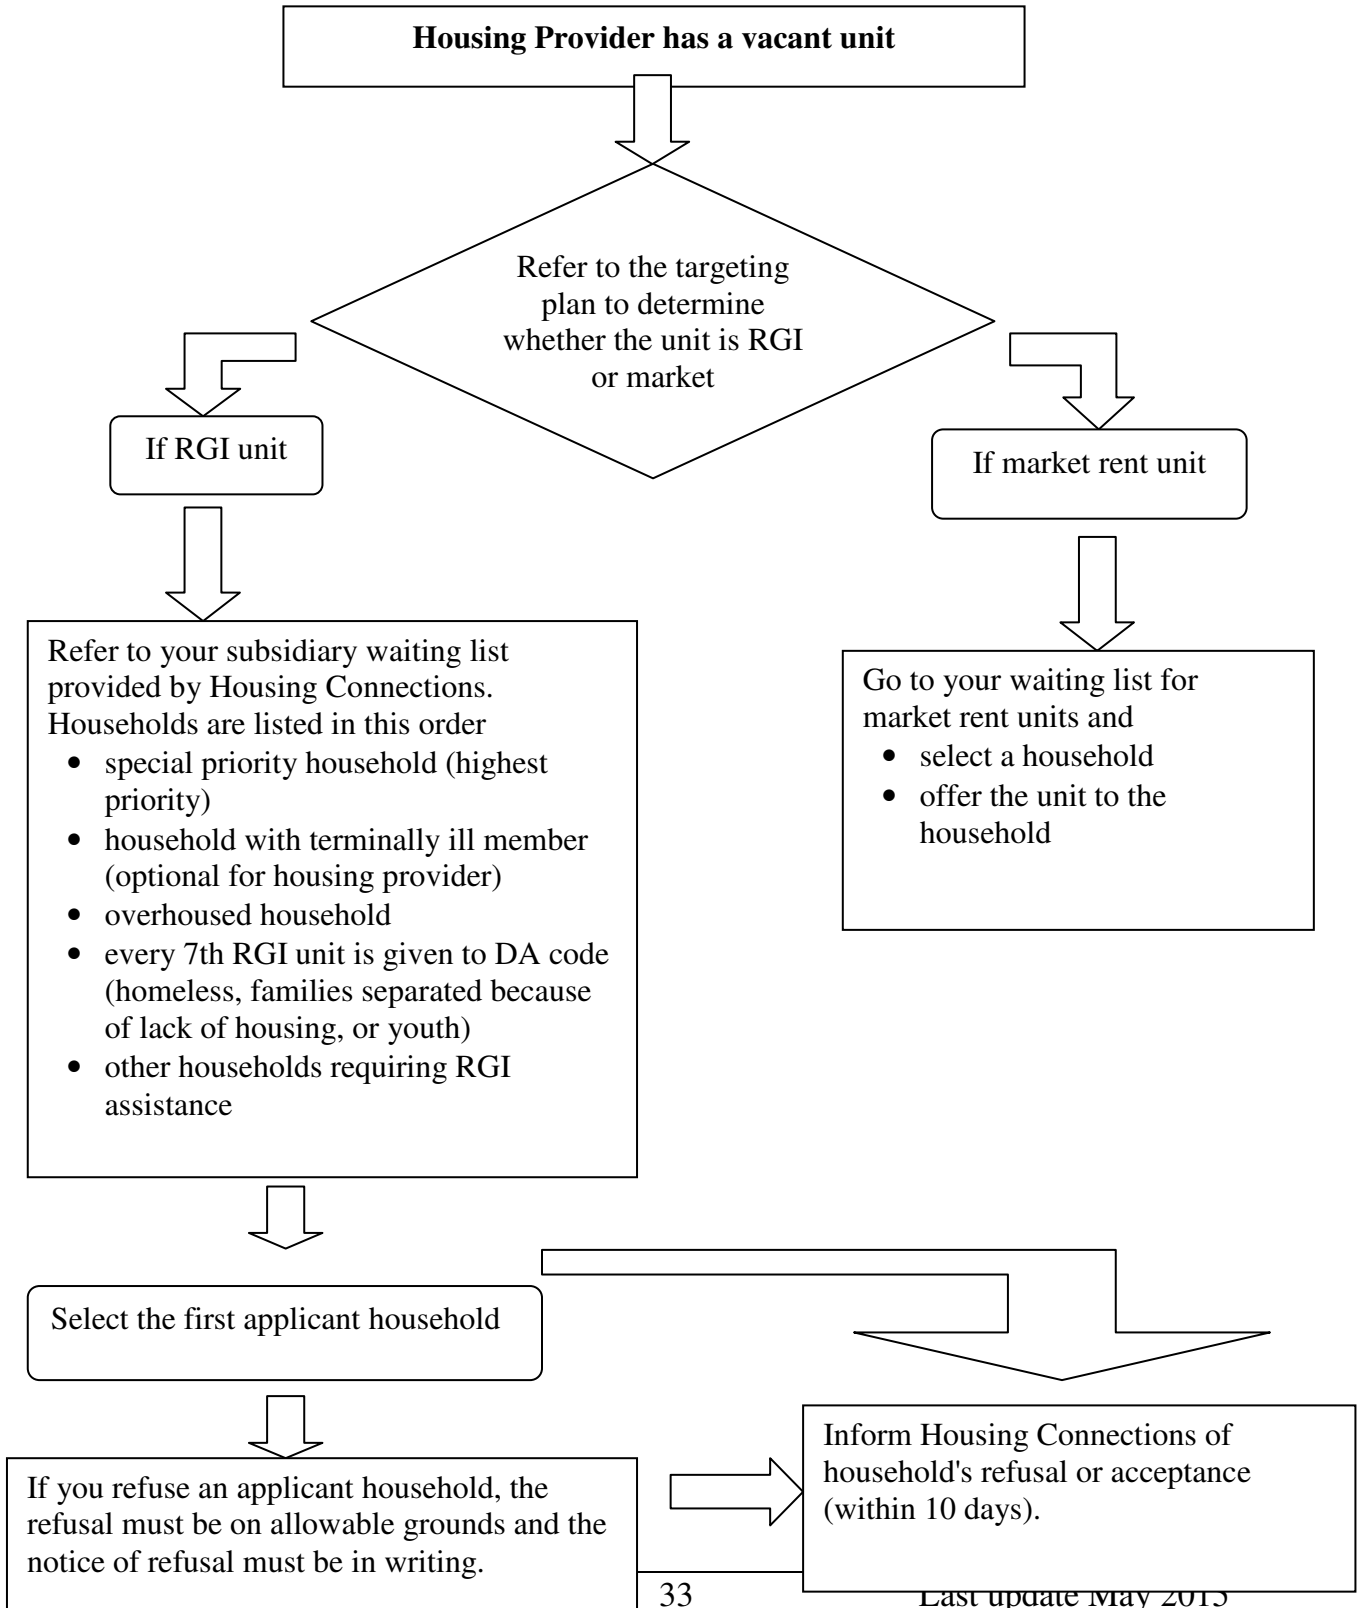 Housing Provider has a vacant unit
Refer to the targeting
plan to determine
whether the unit is RGI
or market
If RGI unit
If market rent unit
Refer to your subsidiary waiting list
provided by Housing Connections.
Households are listed in this order
• special priority household (highest
priority)
• household with terminally ill member
(optional for housing provider)
• overhoused household
• every 7th RGI unit is given to DA code
(homeless, families separated because
of lack of housing, or youth)
• other households requiring RGI
assistance
Go to your waiting list for
market rent units and
• select a household
• offer the unit to the
household
Select the first applicant household
If you refuse an applicant household, the
refusal must be on allowable grounds and the
notice of refusal must be in writing.
Inform Housing Connections of
household's refusal or acceptance
(within 10 days).
33
Last update May 2015